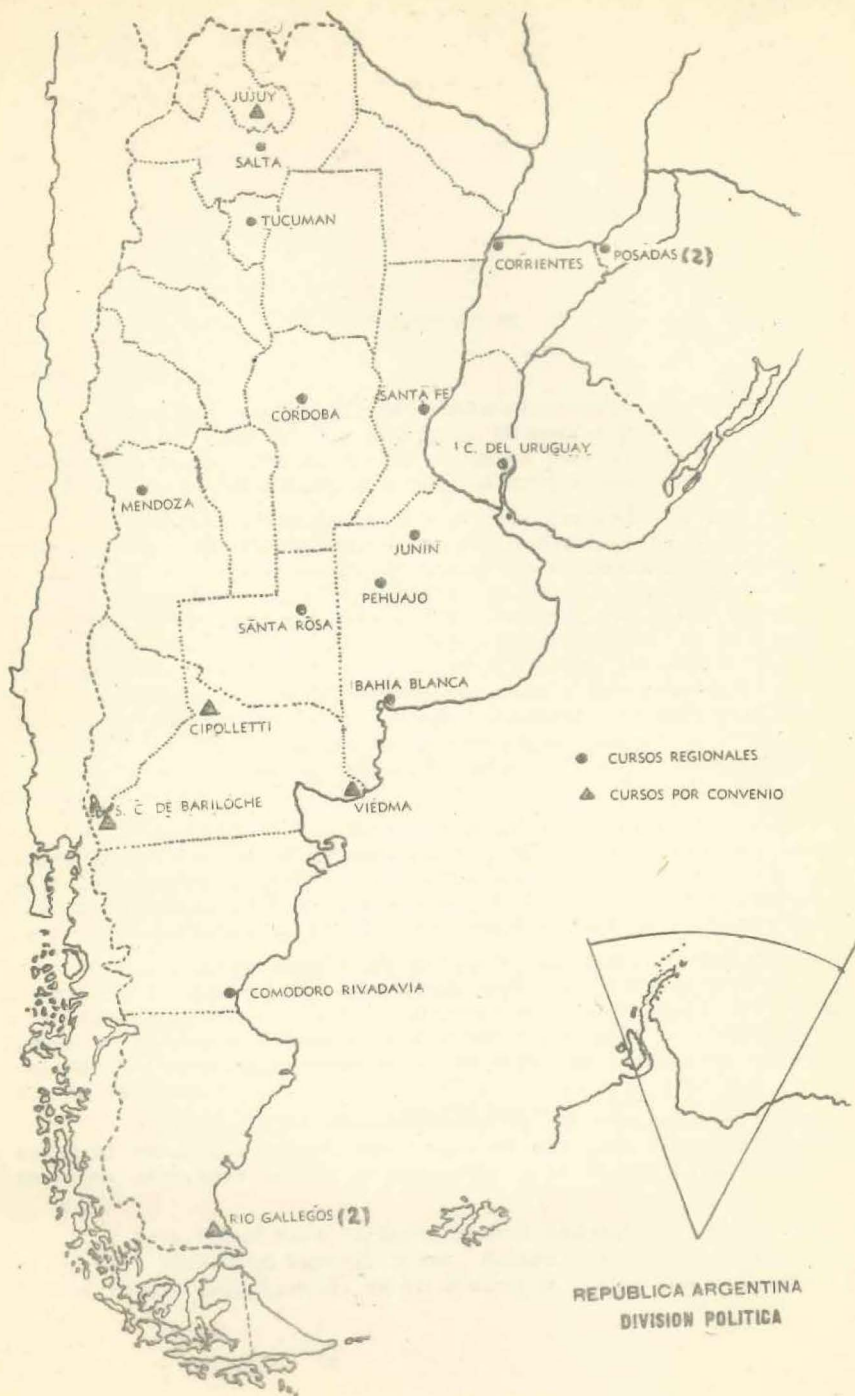 JUJUY
SALTA
TUCUMAN
CORRIENTES
POSADAS (2)
CÓRDOBA
SANTA FE
C. DEL URUGUAY
MENDOZA
JUNIN
PEHUAJO
SANTA ROSA
BAHIA BLANCA
CIPOLLETTI
CURSOS REGIONALES
CURSOS POR CONVENIO
S. C. DE BARILOCHE
VIEDMA
COMODORO RIVADAVIA
RIO GALLEGOS (2)
REPÚBLICA ARGENTINA
DIVISION POLITICA